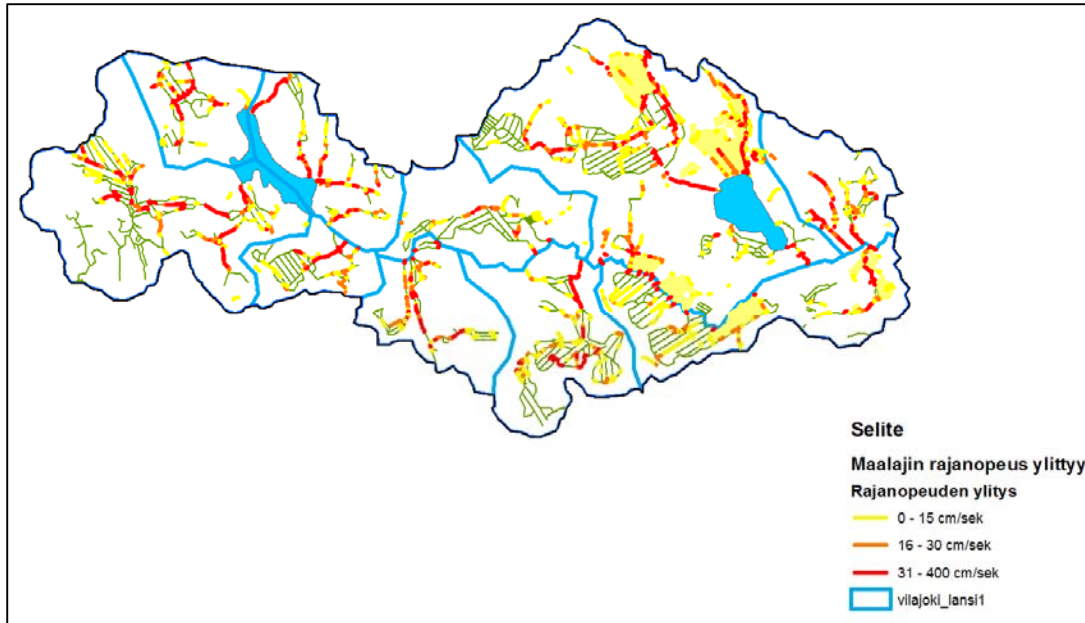 Selite
Maalajin rajanopeus ylittyy
Rajanopeuden ylitys
0 - 15 cm/sek
16 - 30 cm/sek
31 - 400 cm/sek
vilajoki_lansi1